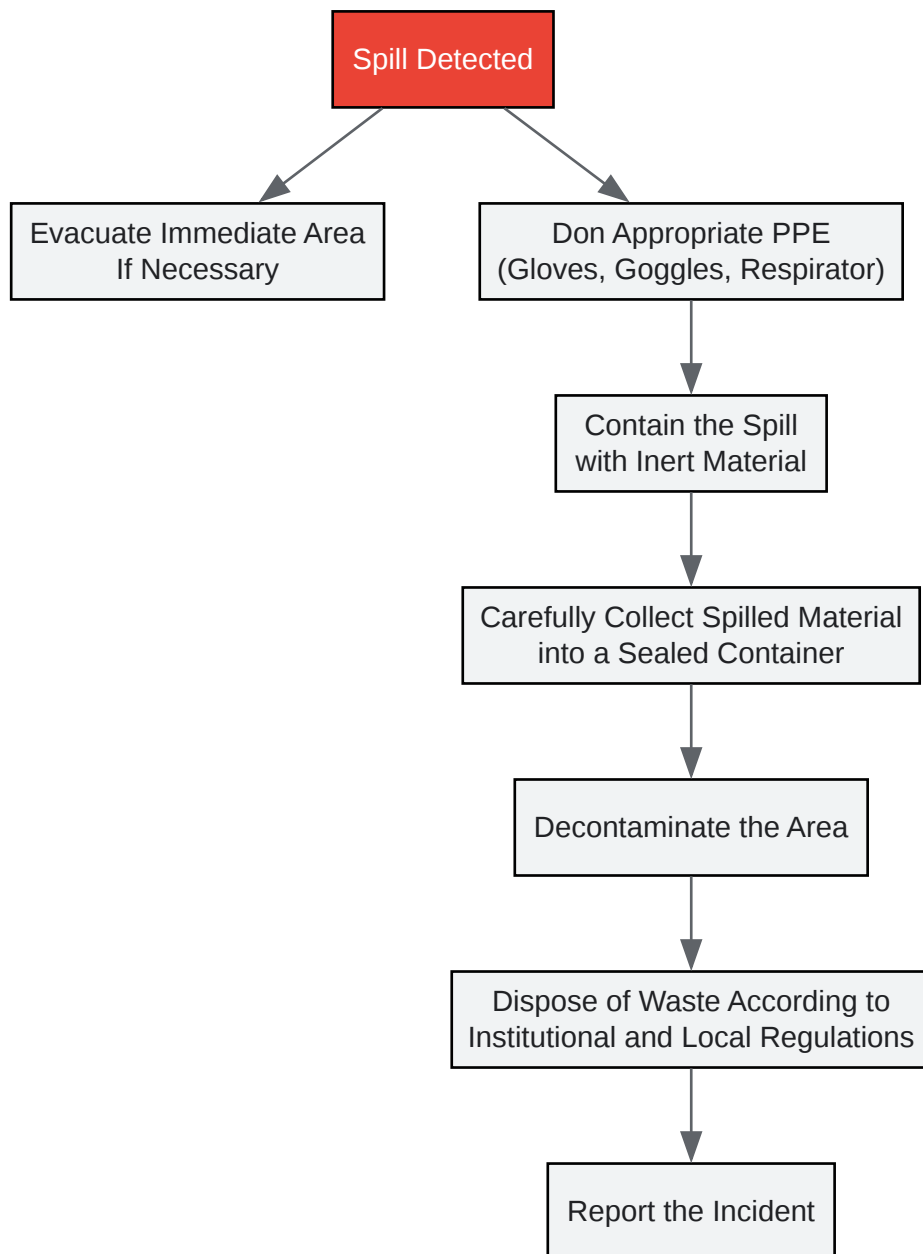 Spill Detected
Evacuate Immediate Area
If Necessary
Don Appropriate PPE
(Gloves, Goggles, Respirator)
Contain the Spill
with Inert Material
Carefully Collect Spilled Material
into a Sealed Container
Decontaminate the Area
Dispose of Waste According to
Institutional and Local Regulations
Report the Incident